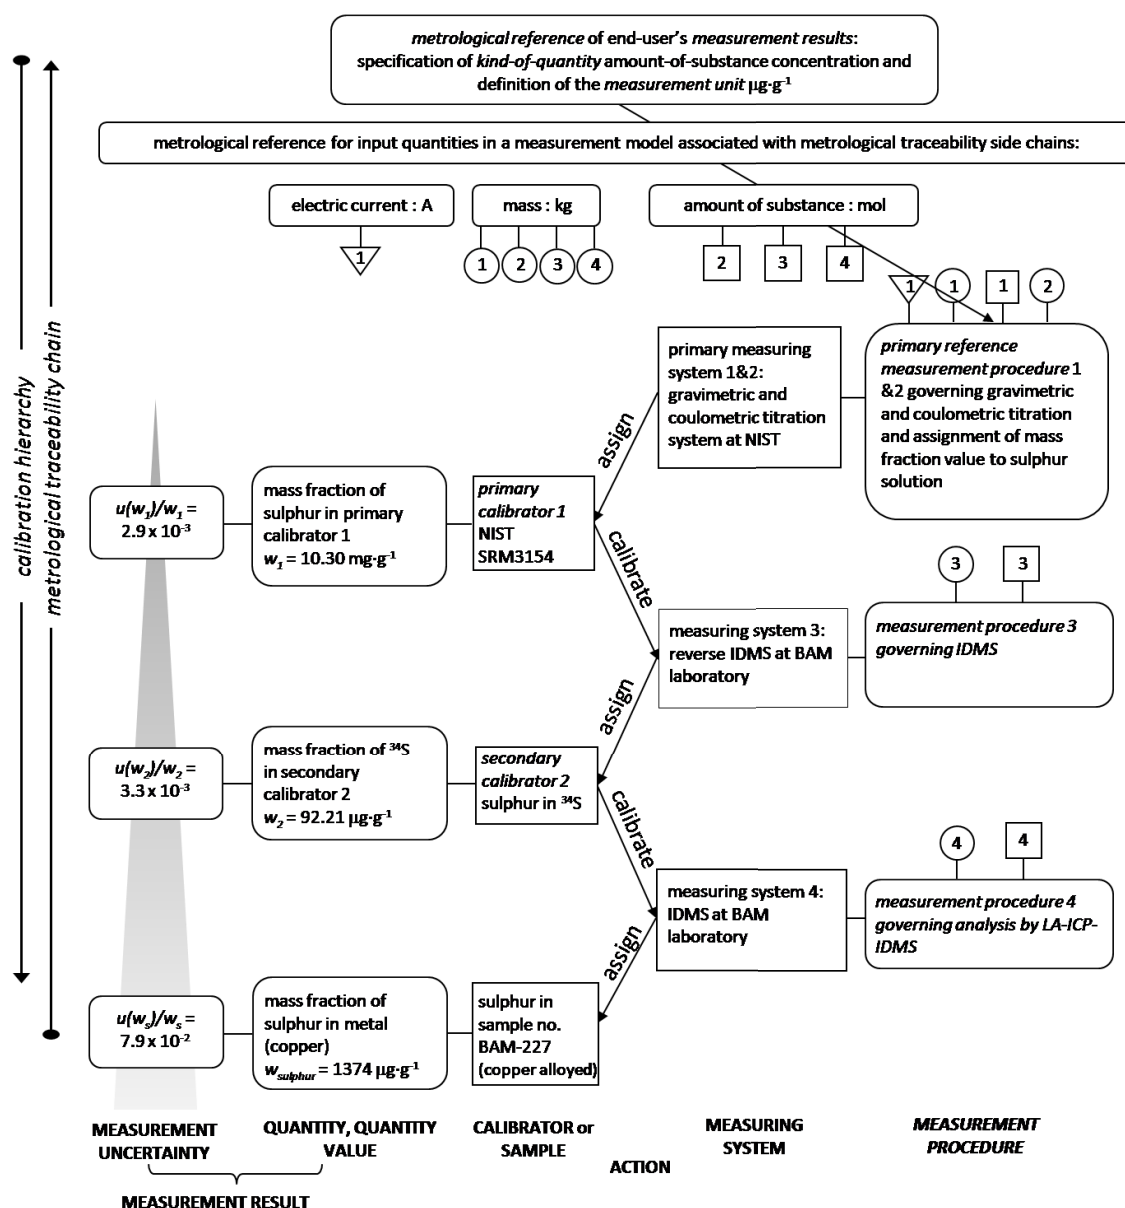 metrological reference of end-user's measurement results:
specification of kind-of-quantity amount-of-substance concentration and
definition of the measurement unit µg·g⁻¹
metrological reference for input quantities in a measurement model associated with metrological traceability side chains:
electric current : A
mass : kg
amount of substance : mol
1
1
2
3
4
2
3
4
1
1
1
2
calibration hierarchy
metrological traceability chain
primary measuring
system 1&2:
gravimetric and
coulometric titration
system at NIST
primary reference
measurement procedure 1
&2 governing gravimetric
and coulometric titration
and assignment of mass
fraction value to sulphur
solution
assign
u(w₁)/w₁ =
2.9 x 10⁻³
mass fraction of
sulphur in primary
calibrator 1
w₁ = 10.30 mg·g⁻¹
primary
calibrator 1
NIST
SRM3154
calibrate
3
3
measuring system 3:
reverse IDMS at BAM
laboratory
measurement procedure 3
governing IDMS
assign
u(w₂)/w₂ =
3.3 x 10⁻³
mass fraction of ³⁴S
in secondary
calibrator 2
w₂ = 92.21 µg·g⁻¹
secondary
calibrator 2
sulphur in ³⁴S
calibrate
4
4
measuring system 4:
IDMS at BAM
laboratory
measurement procedure 4
governing analysis by LA-ICP-
IDMS
assign
u(wₛ)/wₛ =
7.9 x 10⁻²
mass fraction of
sulphur in metal
(copper)
w_sulphur = 1374 µg·g⁻¹
sulphur in
sample no.
BAM-227
(copper alloyed)
MEASUREMENT
UNCERTAINTY
QUANTITY, QUANTITY
VALUE
CALIBRATOR or
SAMPLE
ACTION
MEASURING
SYSTEM
MEASUREMENT
PROCEDURE
MEASUREMENT RESULT